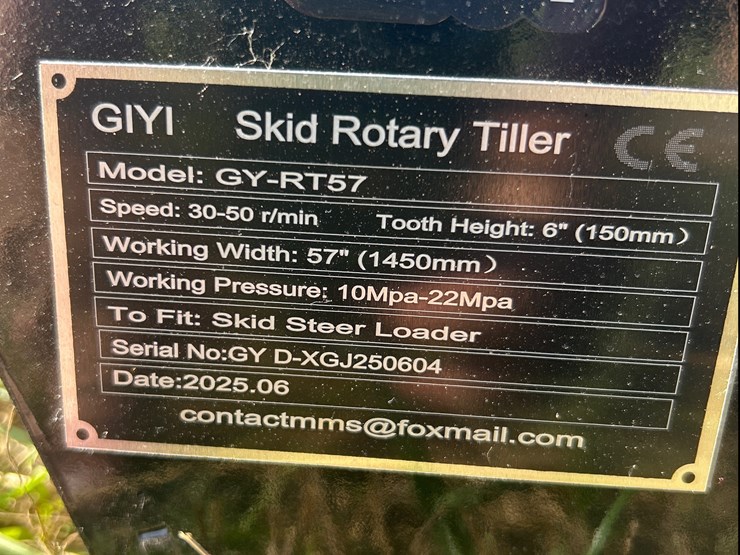 GIYI Skid Rotary Tiller CE
Model: GY-RT57
Speed: 30-50 r/min Tooth Height: 6" (150mm)
Working Width: 57" (1450mm)
Working Pressure: 10Mpa-22Mpa
To Fit: Skid Steer Loader
Serial No:GY D-XGJ250604
Date:2025.06
contactmms@foxmail.com